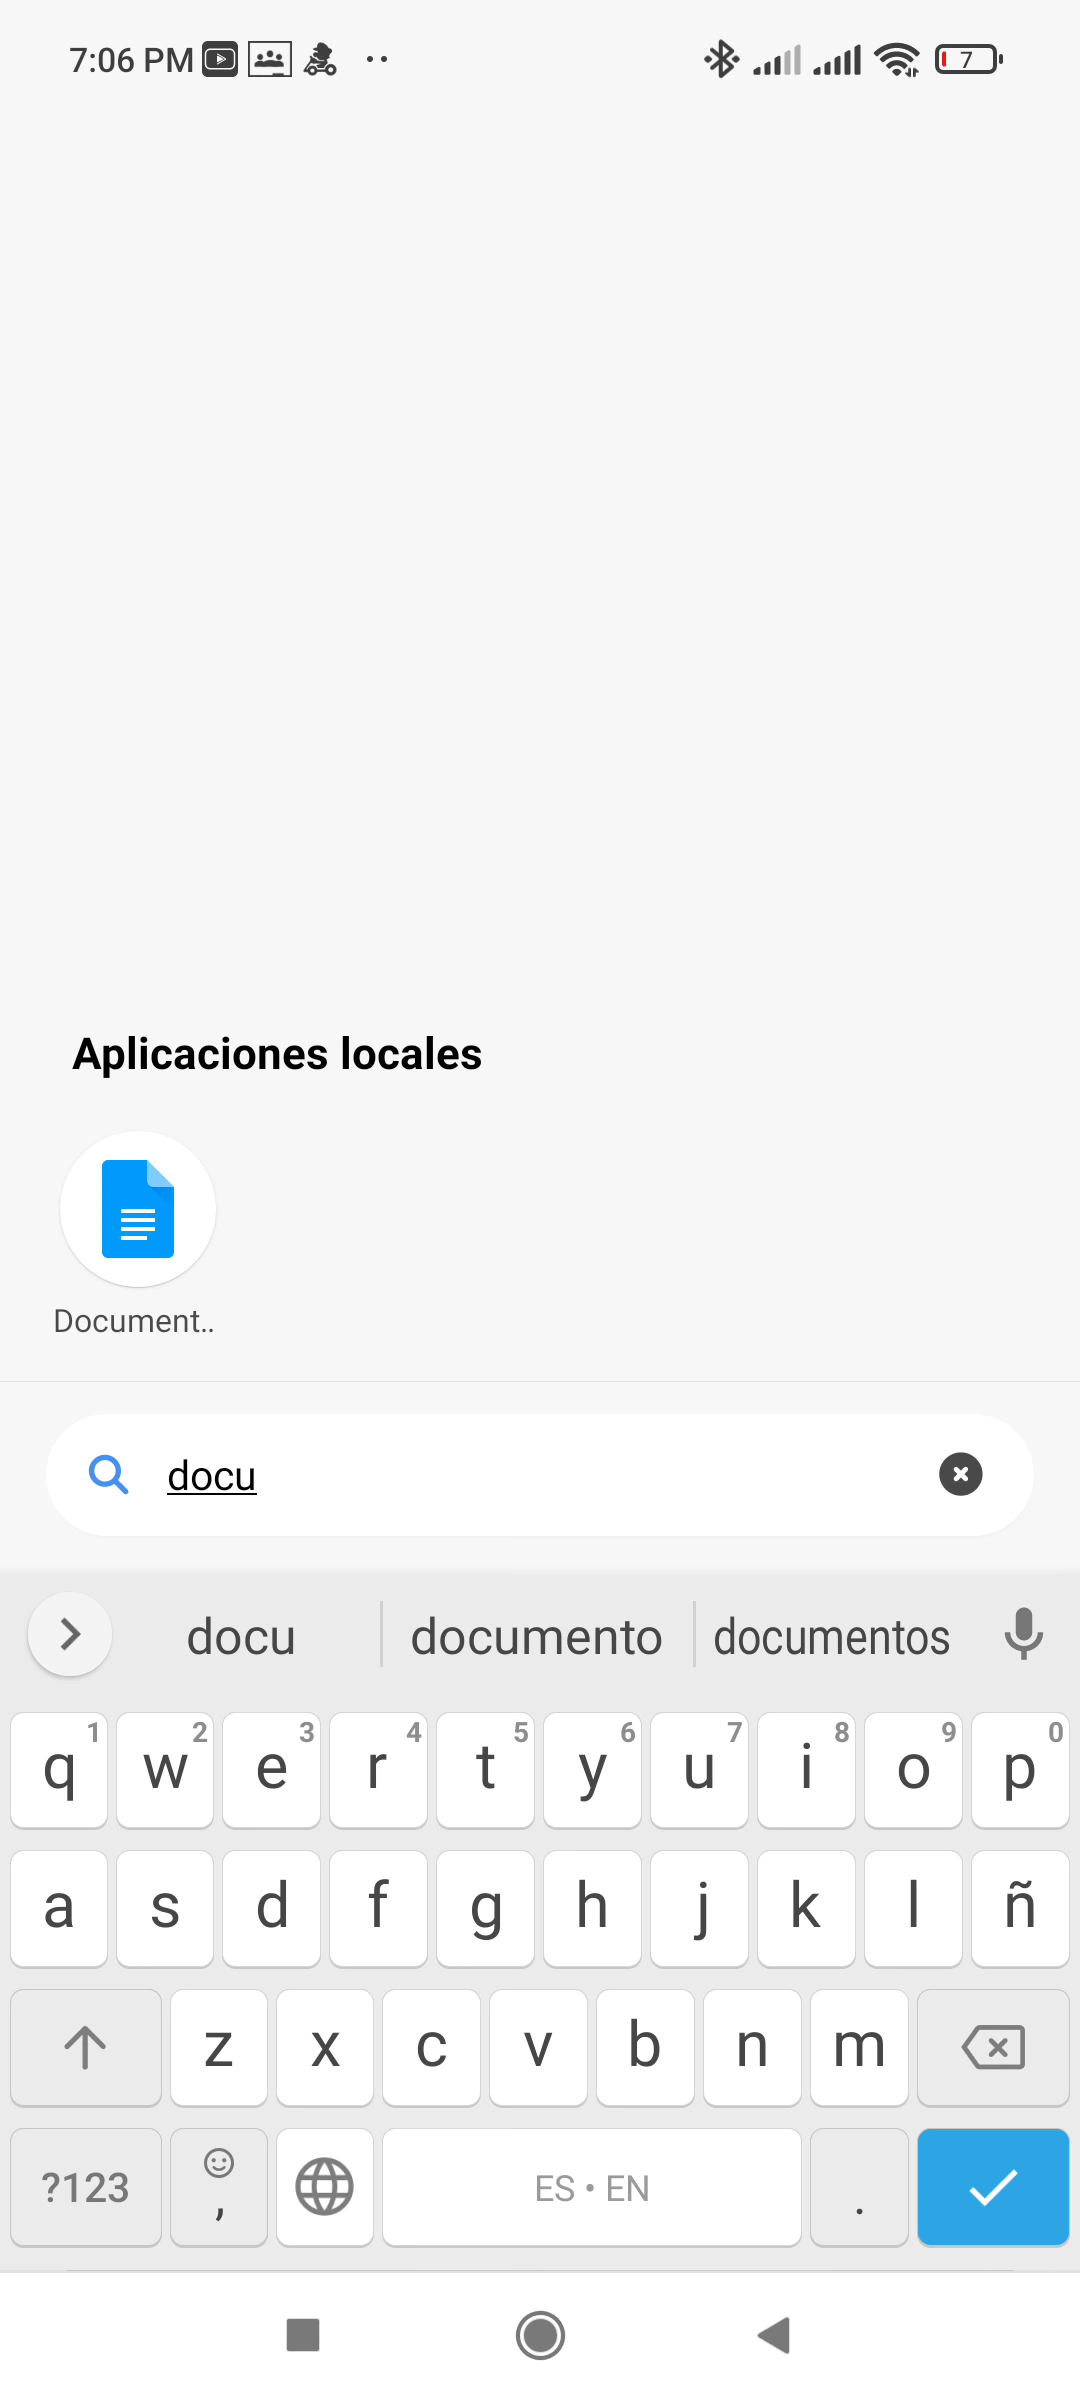 7:06 PM
7
Aplicaciones locales
Document..
docu
docu documento documentos
1 2 3 4 5 6 7 8 9 0
q w e r t y u i o p
a s d f g h j k l ñ
z x c v b n m
?123 , ES • EN .